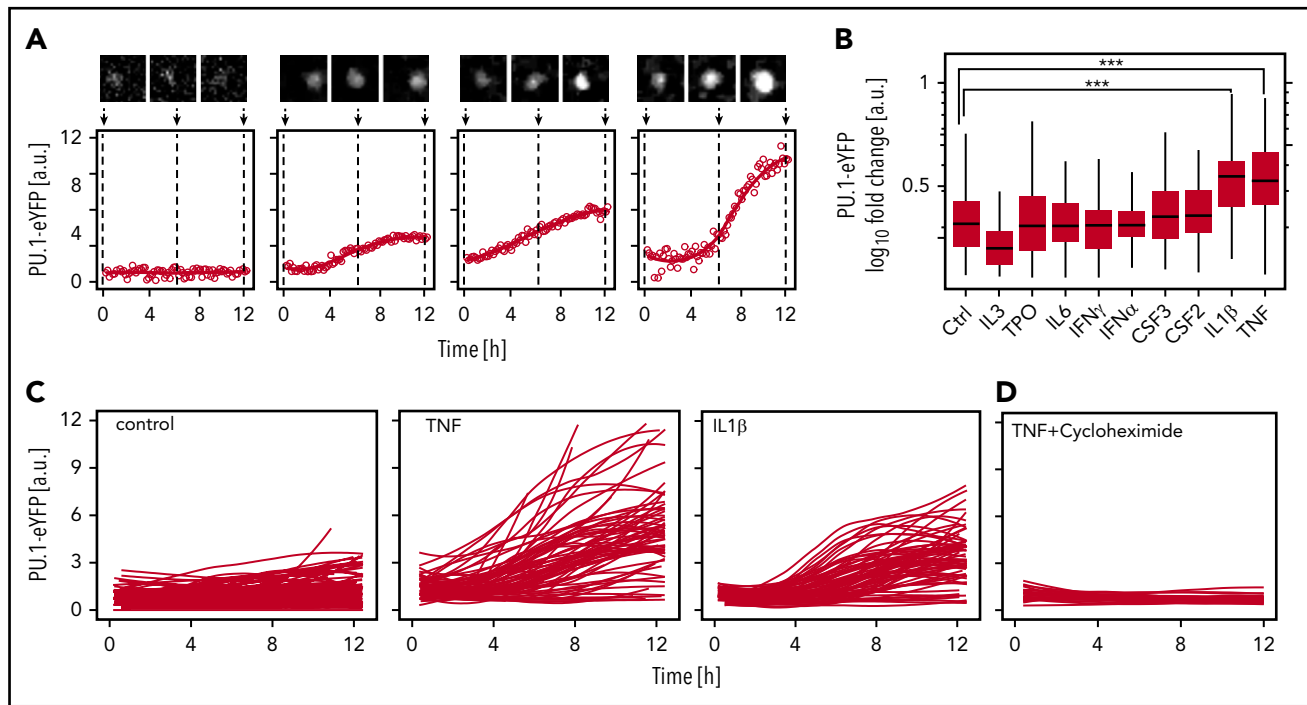 A
PU.1-eYFP [a.u.]
12
8
4
0
0 4 8 12
0 4 8 12
0 4 8 12
0 4 8 12
Time [h]
B
PU.1-eYFP
log10 fold change [a.u.]
1
0.5
***
***
Ctrl
IL3
TPO
IL6
IFNγ
IFNα
CSF3
CSF2
IL1β
TNF
C
PU.1-eYFP [a.u.]
12
9
6
3
0
control
0 4 8 12
TNF
0 4 8 12
IL1β
0 4 8 12
Time [h]
D
TNF+Cycloheximide
0 4 8 12